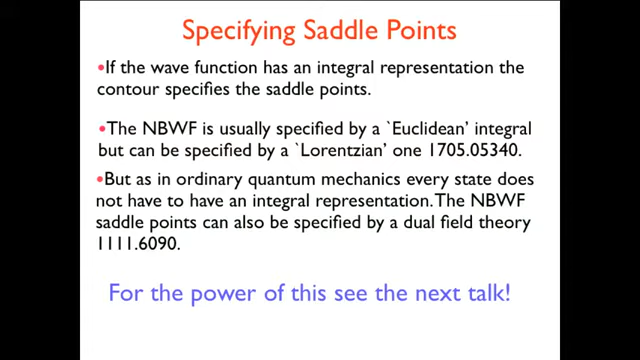 Specifying Saddle Points
•If the wave function has an integral representation the
contour specifies the saddle points.
•The NBWF is usually specified by a `Euclidean' integral
but can be specified by a `Lorentzian' one 1705.05340.
•But as in ordinary quantum mechanics every state does
not have to have an integral representation. The NBWF
saddle points can also be specified by a dual field theory
1111.6090.
For the power of this see the next talk!